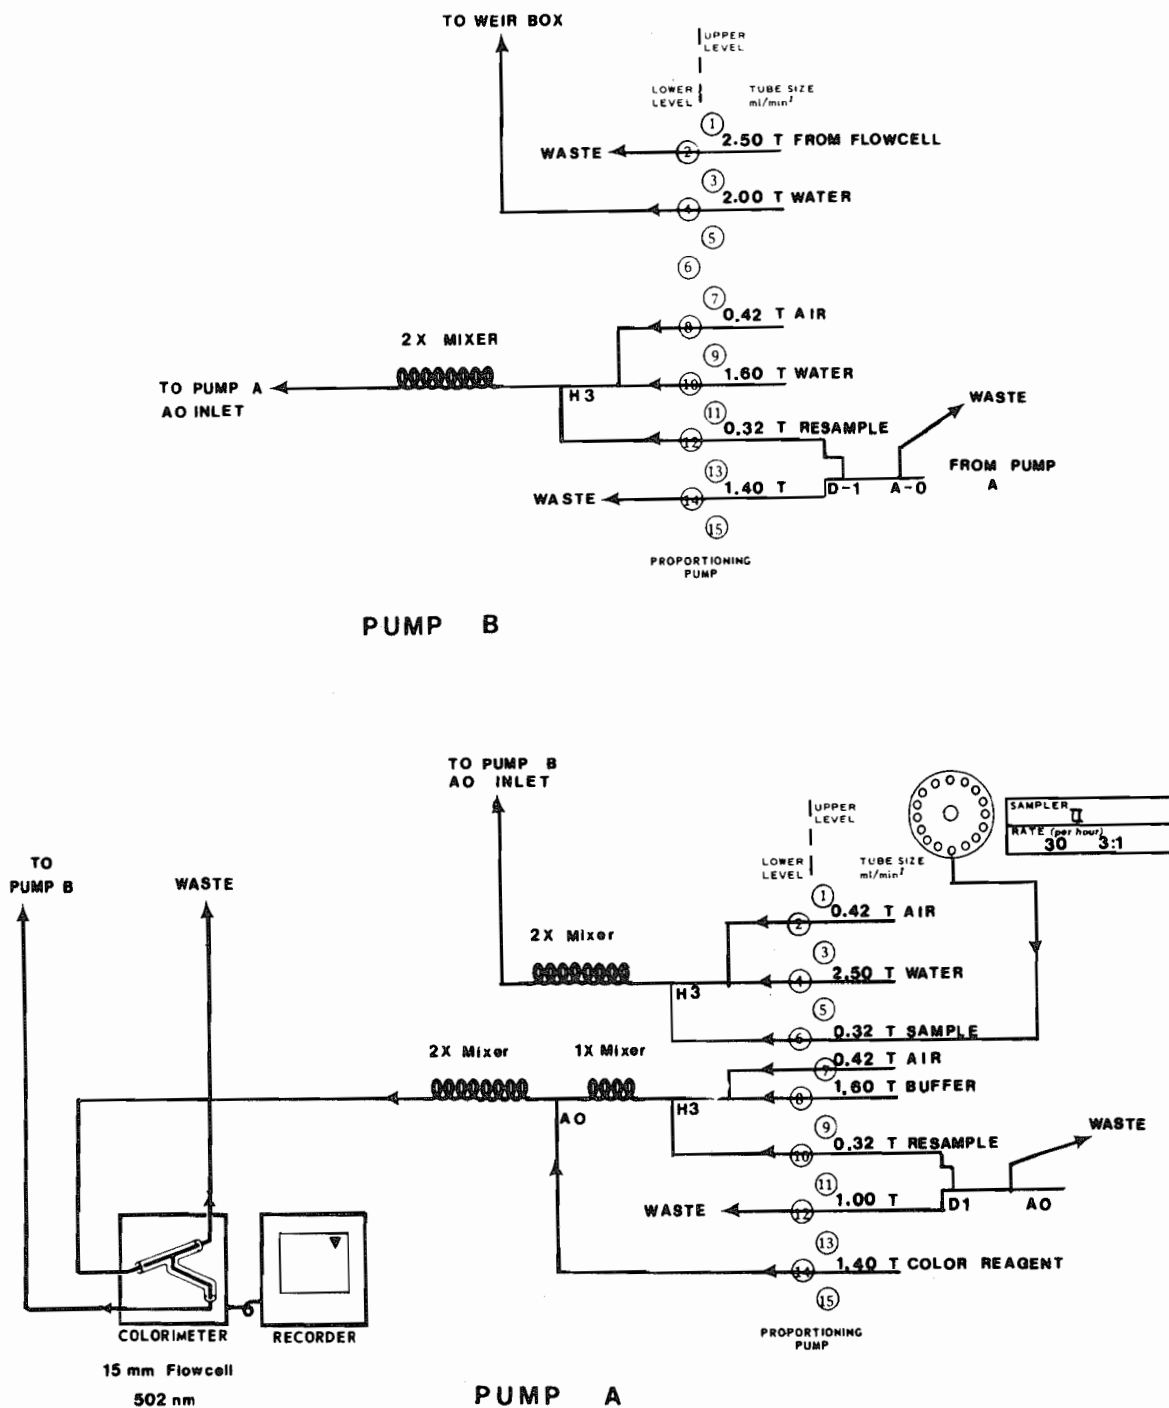 TO WEIR BOX
UPPER
LEVEL
LOWER
LEVEL
TUBE SIZE
ml/min¹
1
WASTE 2 2.50 T FROM FLOWCELL
3
4 2.00 T WATER
5
6
7
8 0.42 T AIR
2X MIXER
9
TO PUMP A
AO INLET
H3
10 1.60 T WATER
11
WASTE
12 0.32 T RESAMPLE
13
FROM PUMP
A
WASTE 14 1.40 T D-1 A-O
15
PROPORTIONING
PUMP
PUMP B
TO PUMP B
AO INLET
UPPER
LEVEL
LOWER
LEVEL
TUBE SIZE
ml/min¹
SAMPLER II
RATE (per hour)
30 3:1
TO
PUMP B
WASTE
1
2 0.42 T AIR
2X Mixer
3
H3
4 2.50 T WATER
5
6 0.32 T SAMPLE
2X Mixer 1X Mixer
7 0.42 T AIR
AO H3 8 1.60 T BUFFER
9
WASTE
10 0.32 T RESAMPLE
11
WASTE 12 1.00 T D1 AO
13
14 1.40 T COLOR REAGENT
15
PROPORTIONING
PUMP
COLORIMETER RECORDER
15 mm Flowcell
502 nm
PUMP A